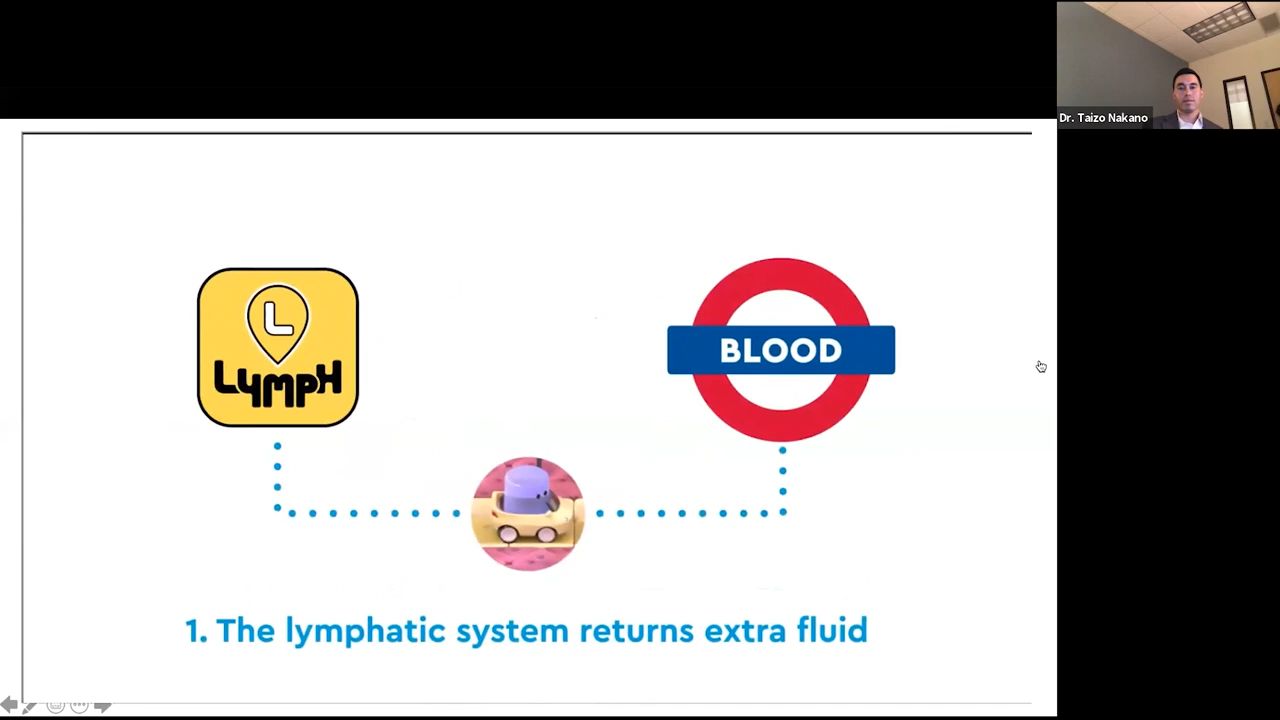 Dr. Taizo Nakano
L
LYMPH
BLOOD
1. The lymphatic system returns extra fluid